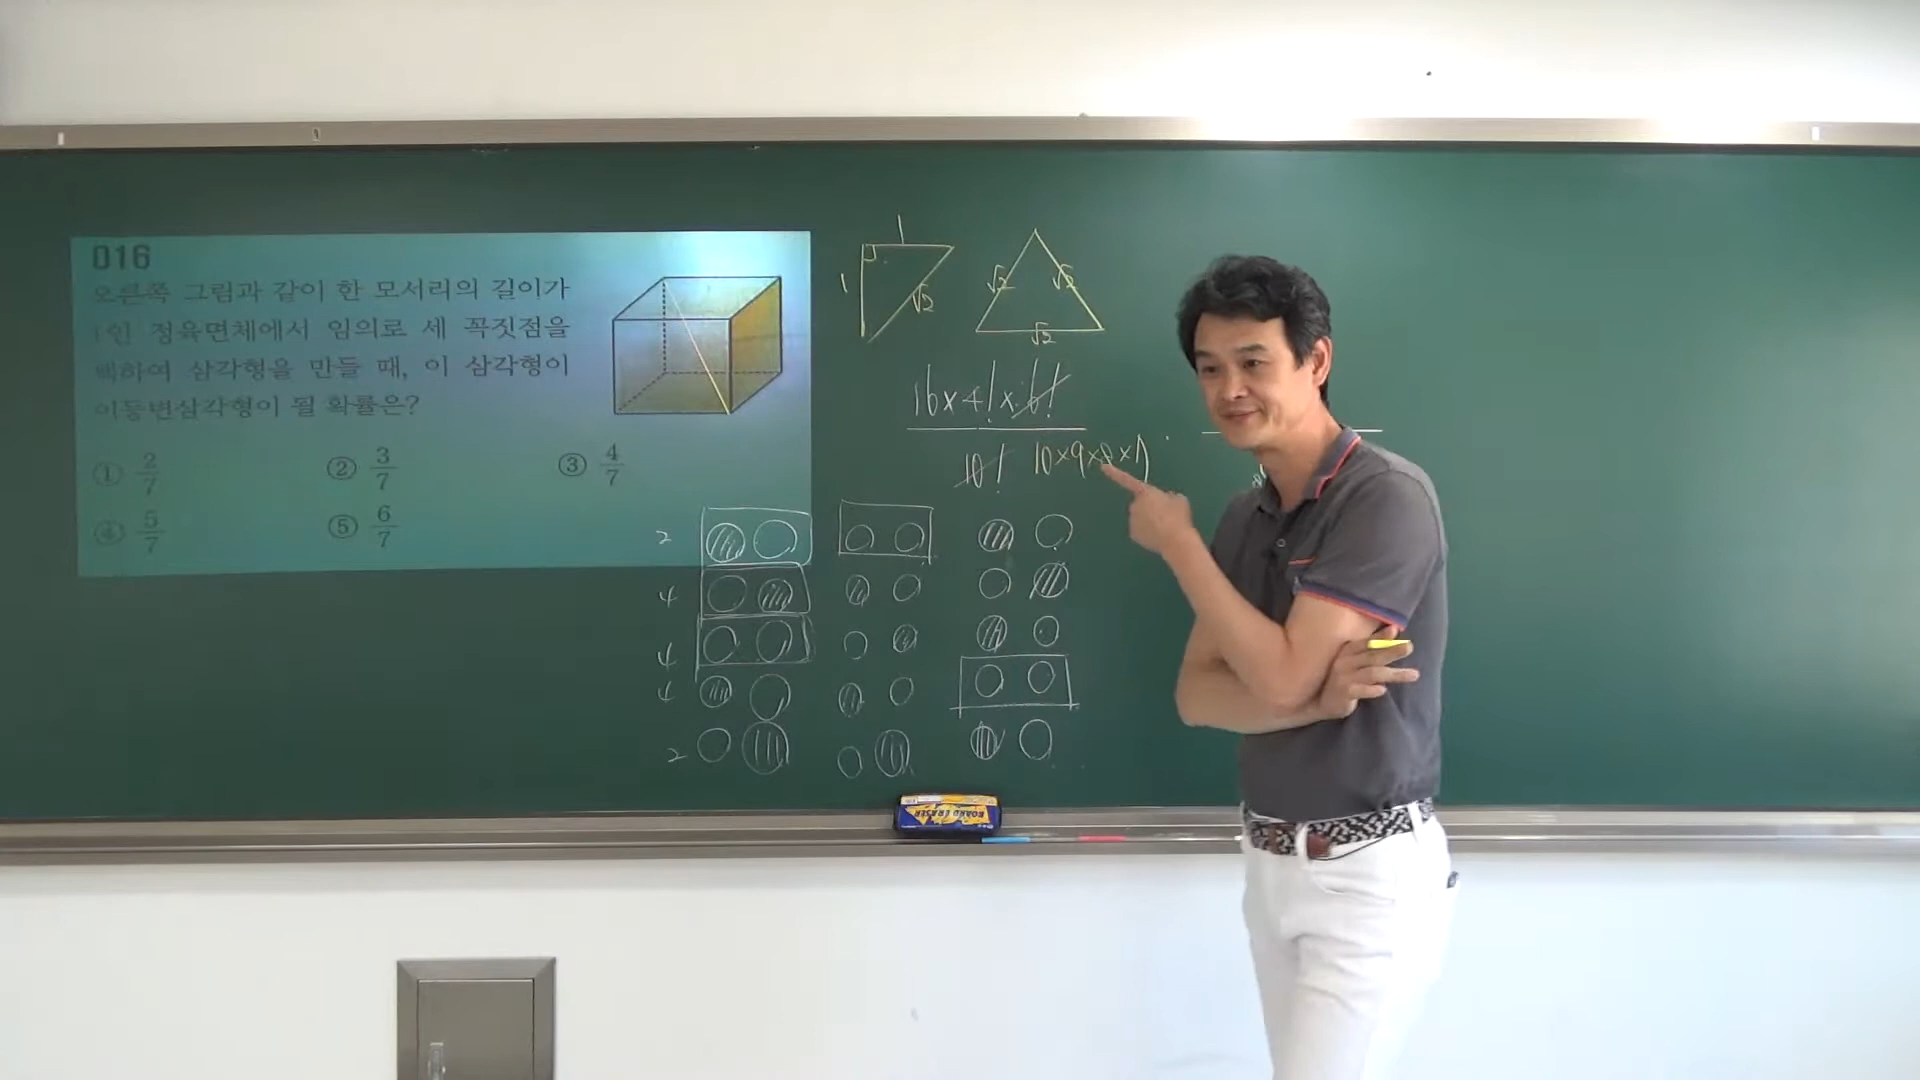 016
오른쪽 그림과 같이 한 모서리의 길이가
1인 정육면체에서 임의로 세 꼭짓점을
택하여 삼각형을 만들 때, 이 삼각형이
이등변삼각형이 될 확률은?
① 2/7 ② 3/7 ③ 4/7
④ 5/7 ⑤ 6/7
1
1
√2
√2 √2
√2
16×4!×6!
10! 10×9×8×7
2
4
4
4
2
BOARD ERASER